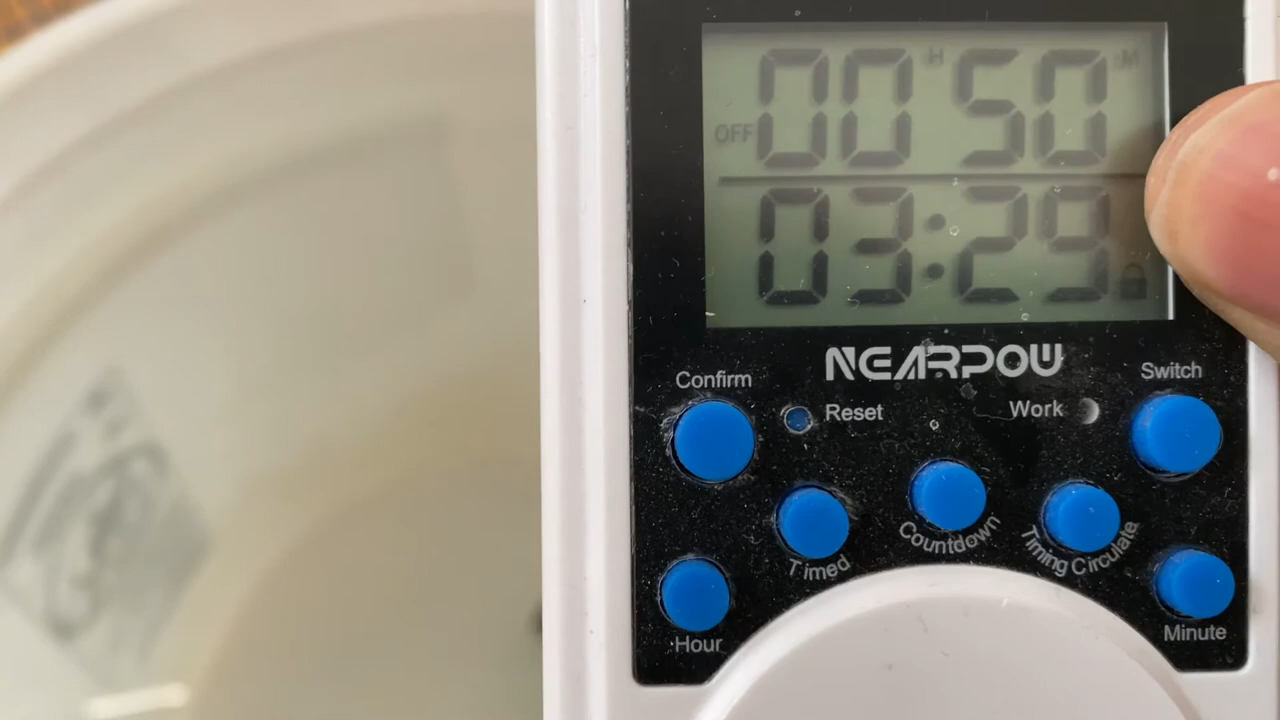 00 H 50 M
OFF
03:29
NEARPOW
Confirm
Switch
Reset
Work
Timed
Countdown
Timing Circulate
Hour
Minute